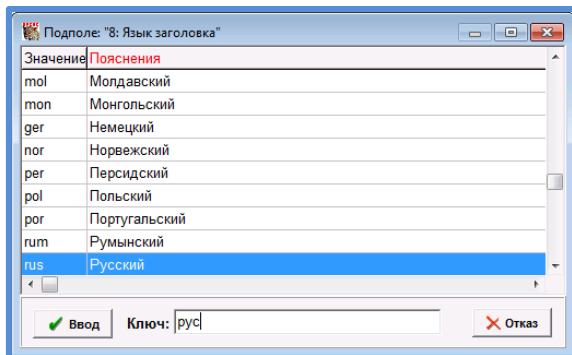 Подполе: "8: Язык заголовка"
Значение Пояснения
mol Молдавский
mon Монгольский
ger Немецкий
nor Норвежский
per Персидский
pol Польский
por Португальский
rum Румынский
rus Русский
Ввод Ключ: рус Отказ